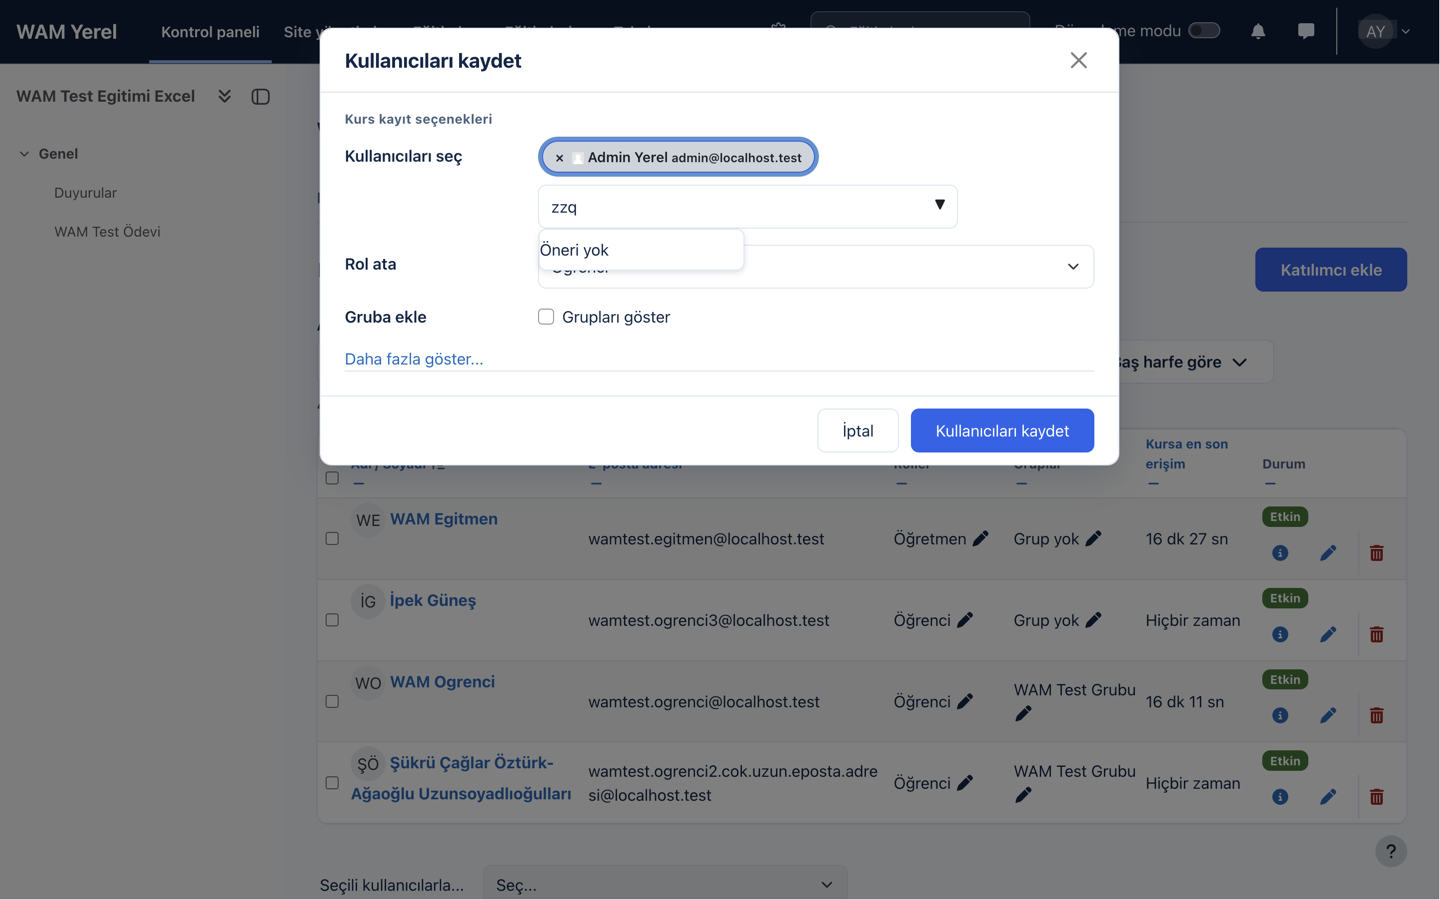 WAM Yerel
Kontrol paneli
Site
me modu
AY
Kullanıcıları kaydet
WAM Test Egitimi Excel
Genel
Duyurular
WAM Test Ödevi
Kurs kayıt seçenekleri
Kullanıcıları seç
× Admin Yerel admin@localhost.test
zzq ▼
Öneri yok
Rol ata
Gruba ekle
Grupları göster
Daha fazla göster...
İptal
Kullanıcıları kaydet
Katılımcı ekle
Baş harfe göre
Kursa en son erişim
Durum
WE WAM Egitmen
wamtest.egitmen@localhost.test
Öğretmen
Grup yok
16 dk 27 sn
Etkin
İG İpek Güneş
wamtest.ogrenci3@localhost.test
Öğrenci
Grup yok
Hiçbir zaman
Etkin
WO WAM Ogrenci
wamtest.ogrenci@localhost.test
Öğrenci
WAM Test Grubu
16 dk 11 sn
Etkin
ŞÖ Şükrü Çağlar Öztürk-
Ağaoğlu Uzunsoyadlıoğulları
wamtest.ogrenci2.cok.uzun.eposta.adre
si@localhost.test
Öğrenci
WAM Test Grubu
Hiçbir zaman
Etkin
?
Seçili kullanıcılarla...
Seç...